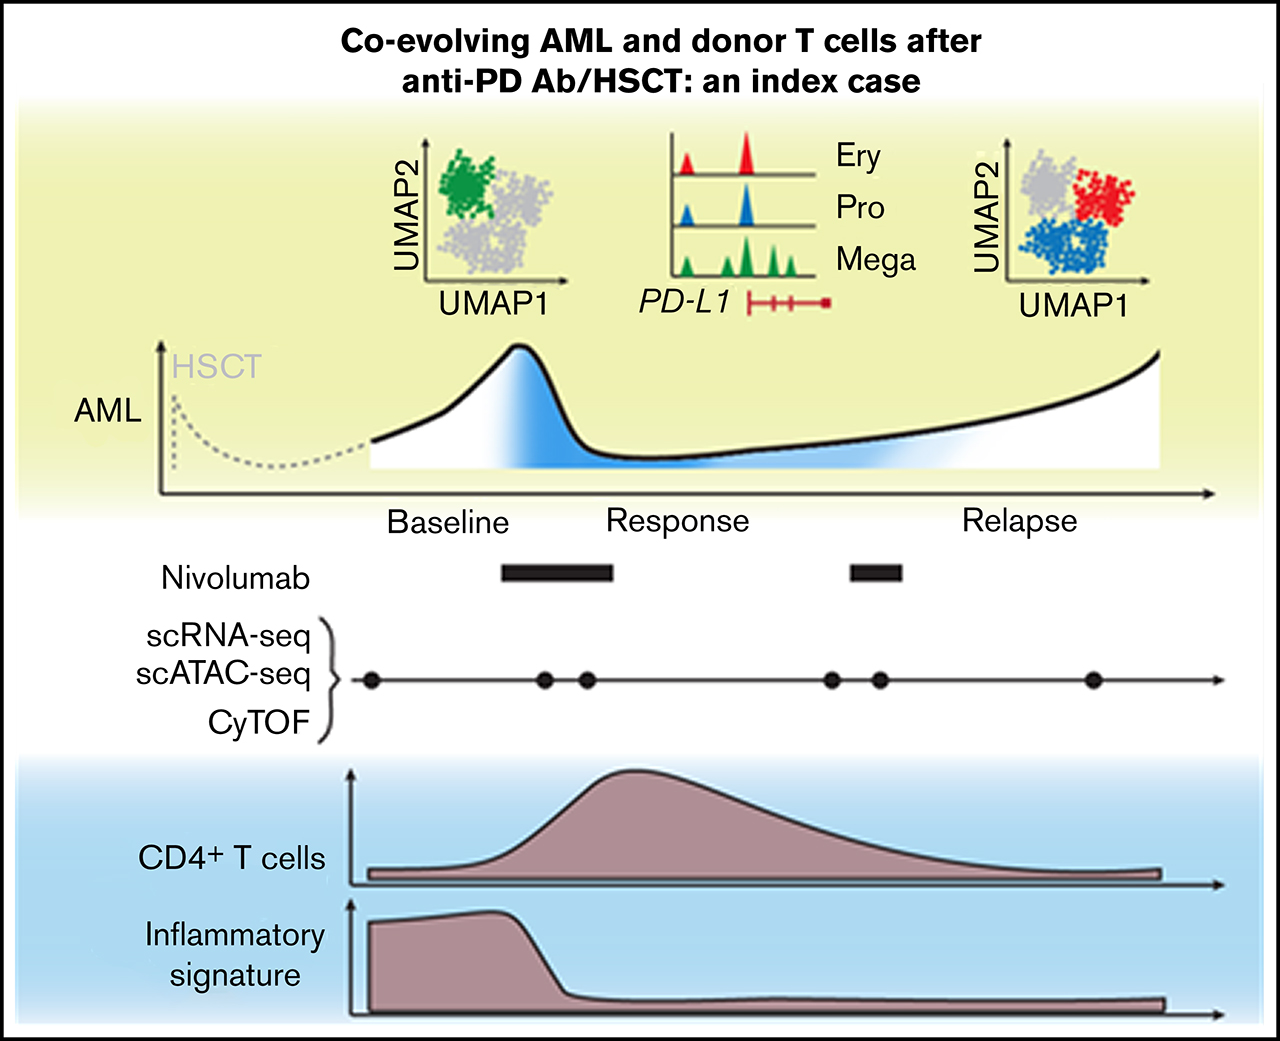 Co-evolving AML and donor T cells after
anti-PD Ab/HSCT: an index case
UMAP2
UMAP1
Ery
Pro
Mega
PD-L1
UMAP2
UMAP1
HSCT
AML
Baseline
Response
Relapse
Nivolumab
scRNA-seq
scATAC-seq
CyTOF
CD4+ T cells
Inflammatory
signature